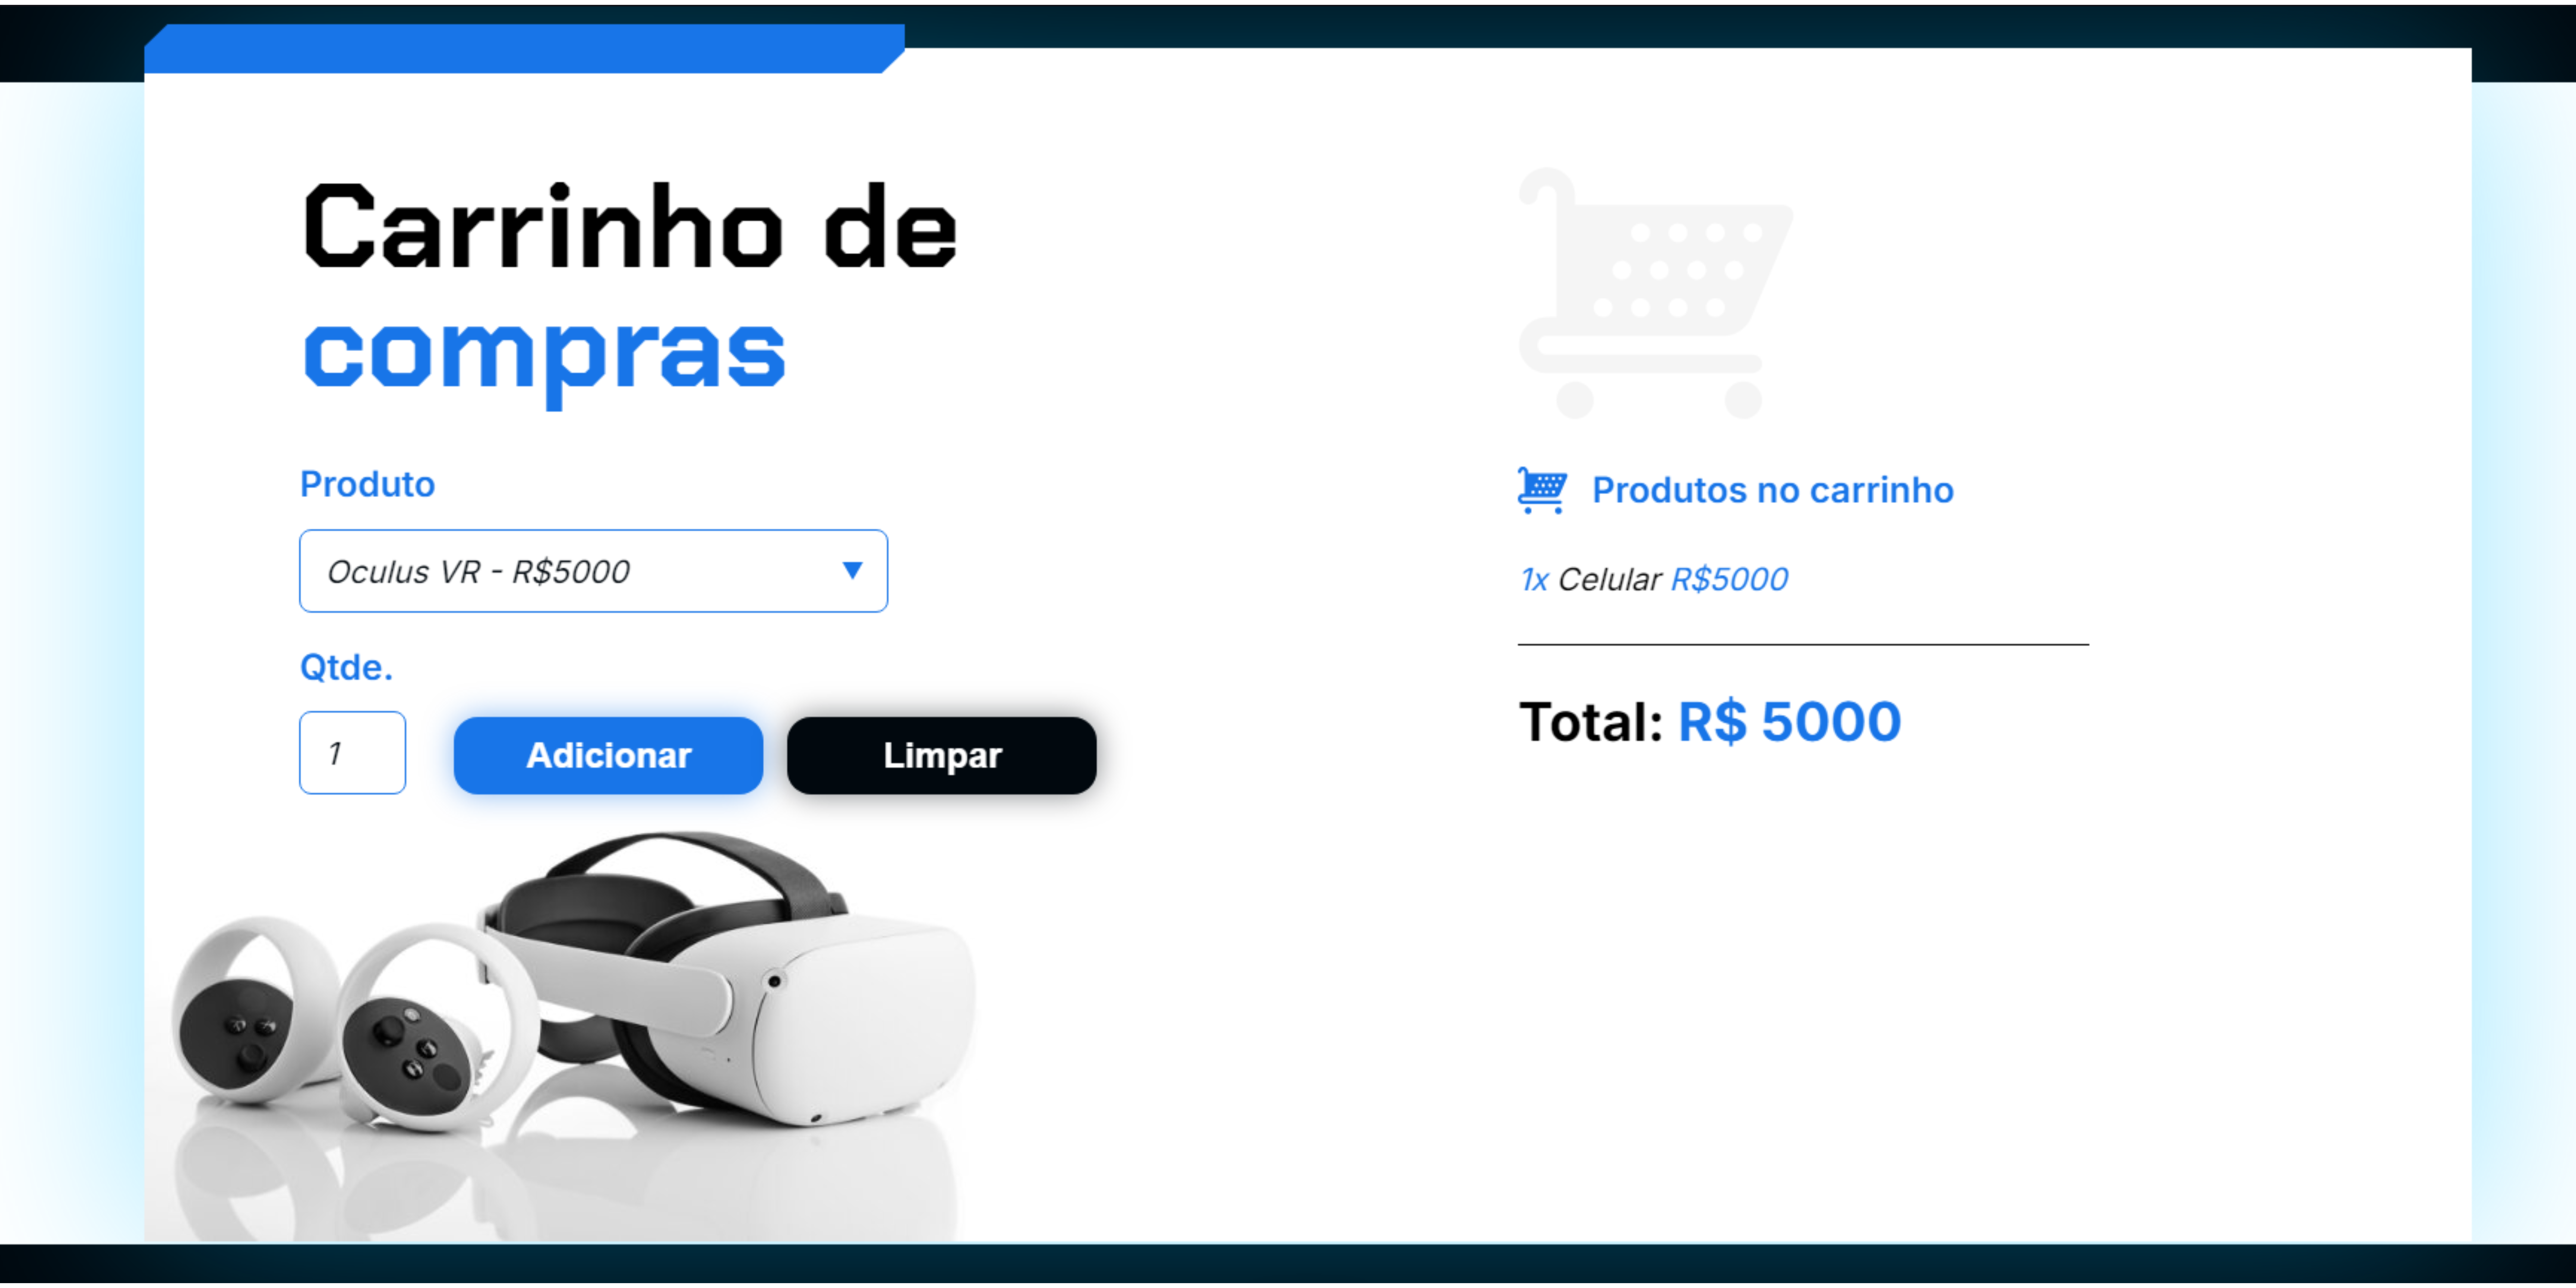 Carrinho de
compras
Produto
Oculus VR - R$5000
Qtde.
1
Adicionar
Limpar
Produtos no carrinho
1x Celular R$5000
Total: R$ 5000